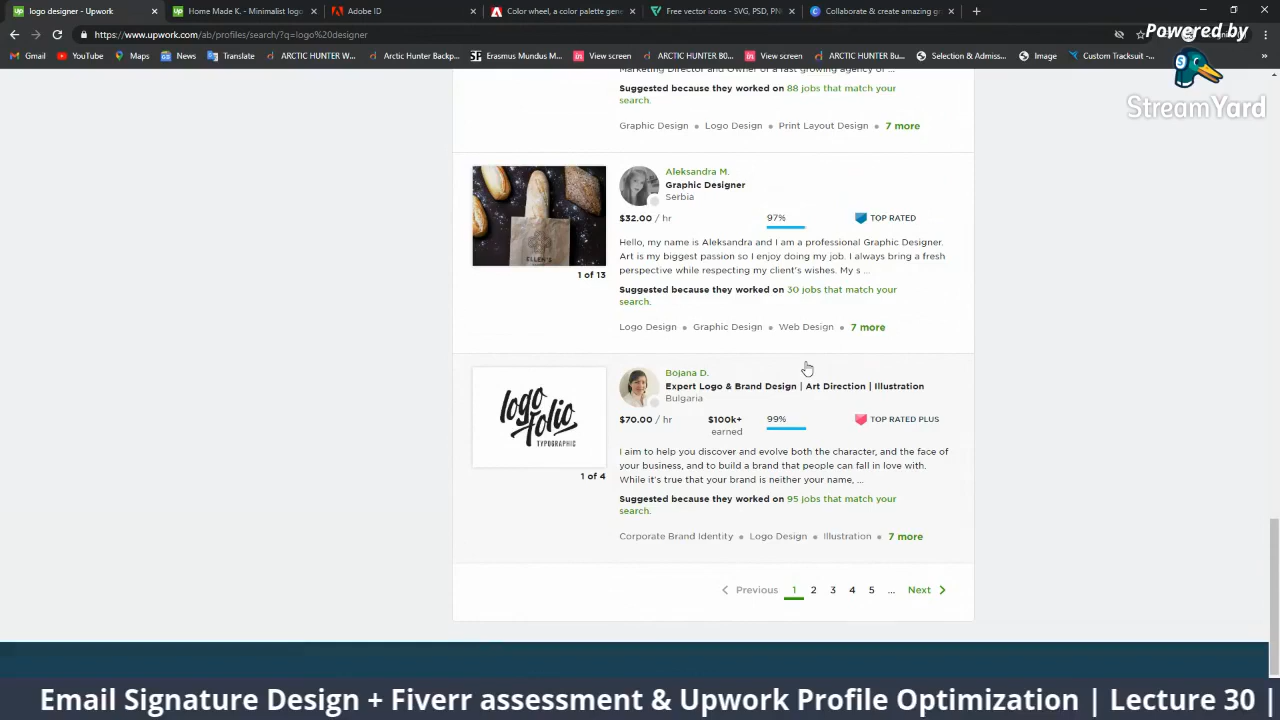 logo designer - Upwork
Home Made K. - Minimalist logo
Adobe ID
Color wheel, a color palette gene
Free vector icons - SVG, PSD, PN
Collaborate & create amazing gr
https://www.upwork.com/ab/profiles/search/?q=logo%20designer
Powered by
Gmail
YouTube
Maps
News
Translate
ARCTIC HUNTER W...
Arctic Hunter Backp...
Erasmus Mundus M...
View screen
ARCTIC HUNTER B0...
View screen
ARCTIC HUNTER Bu...
Selection & Admiss...
Image
Custom Tracksuit -...
StreamYard
Marketing Director and Owner of a fast growing agency of ...
Suggested because they worked on 88 jobs that match your
search.
Graphic Design
Logo Design
Print Layout Design
7 more
Aleksandra M.
Graphic Designer
Serbia
$32.00 / hr
97%
TOP RATED
Hello, my name is Aleksandra and I am a professional Graphic Designer.
Art is my biggest passion so I enjoy doing my job. I always bring a fresh
perspective while respecting my client's wishes. My s ...
ELLEN'S
1 of 13
Suggested because they worked on 30 jobs that match your
search.
Logo Design
Graphic Design
Web Design
7 more
Bojana D.
Expert Logo & Brand Design | Art Direction | Illustration
Bulgaria
$70.00 / hr
$100k+
earned
99%
TOP RATED PLUS
logo
folio
TYPOGRAPHIC
1 of 4
I aim to help you discover and evolve both the character, and the face of
your business, and to build a brand that people can fall in love with.
While it's true that your brand is neither your name, ...
Suggested because they worked on 95 jobs that match your
search.
Corporate Brand Identity
Logo Design
Illustration
7 more
Previous
1
2
3
4
5
...
Next
Email Signature Design + Fiverr assessment & Upwork Profile Optimization | Lecture 30 |